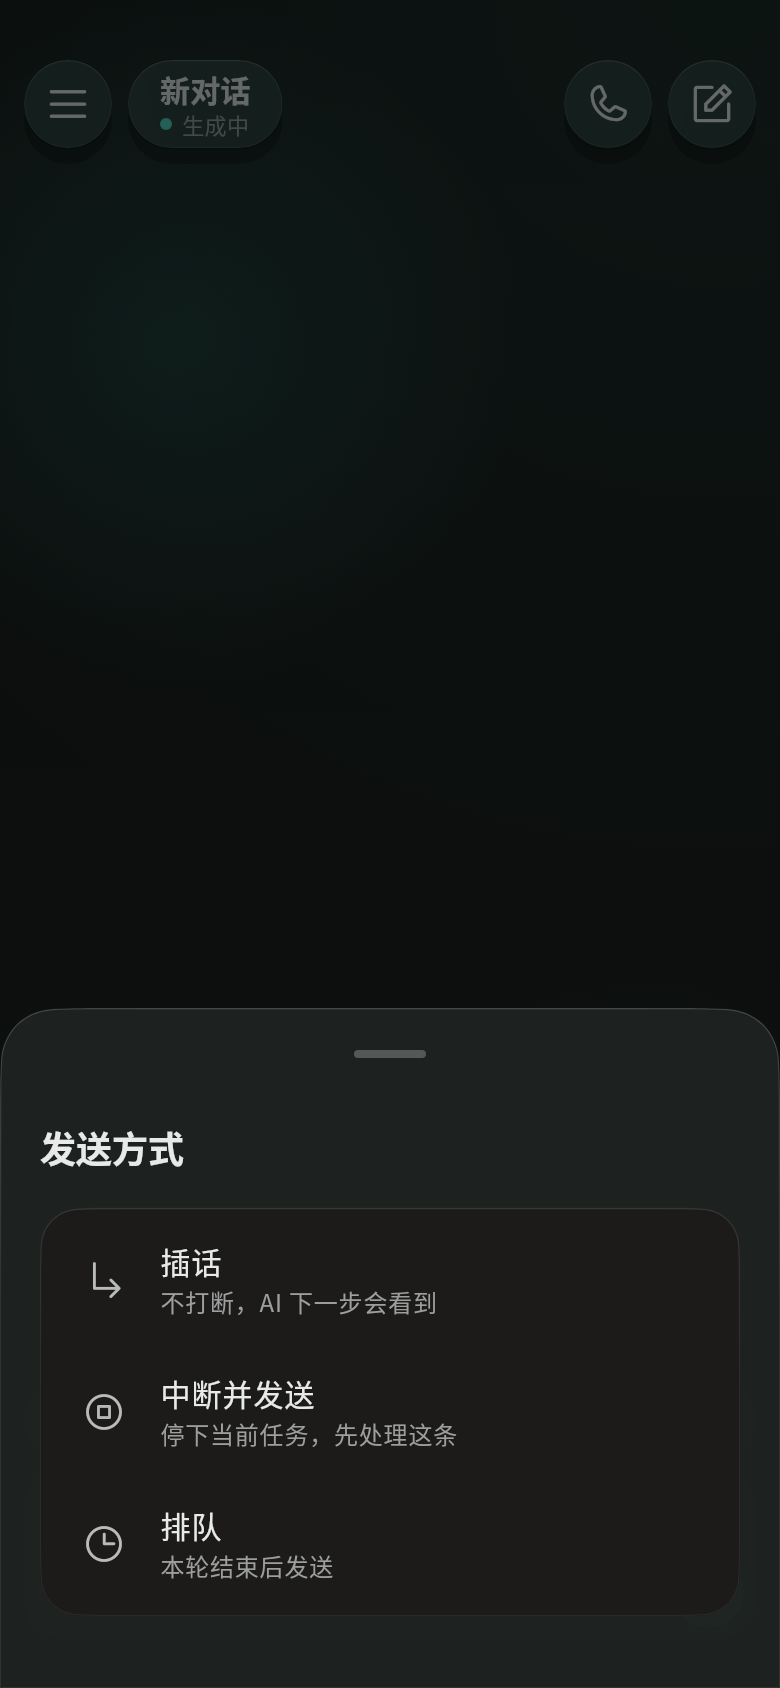 新对话
生成中
发送方式
插话
不打断，AI 下一步会看到
中断并发送
停下当前任务，先处理这条
排队
本轮结束后发送